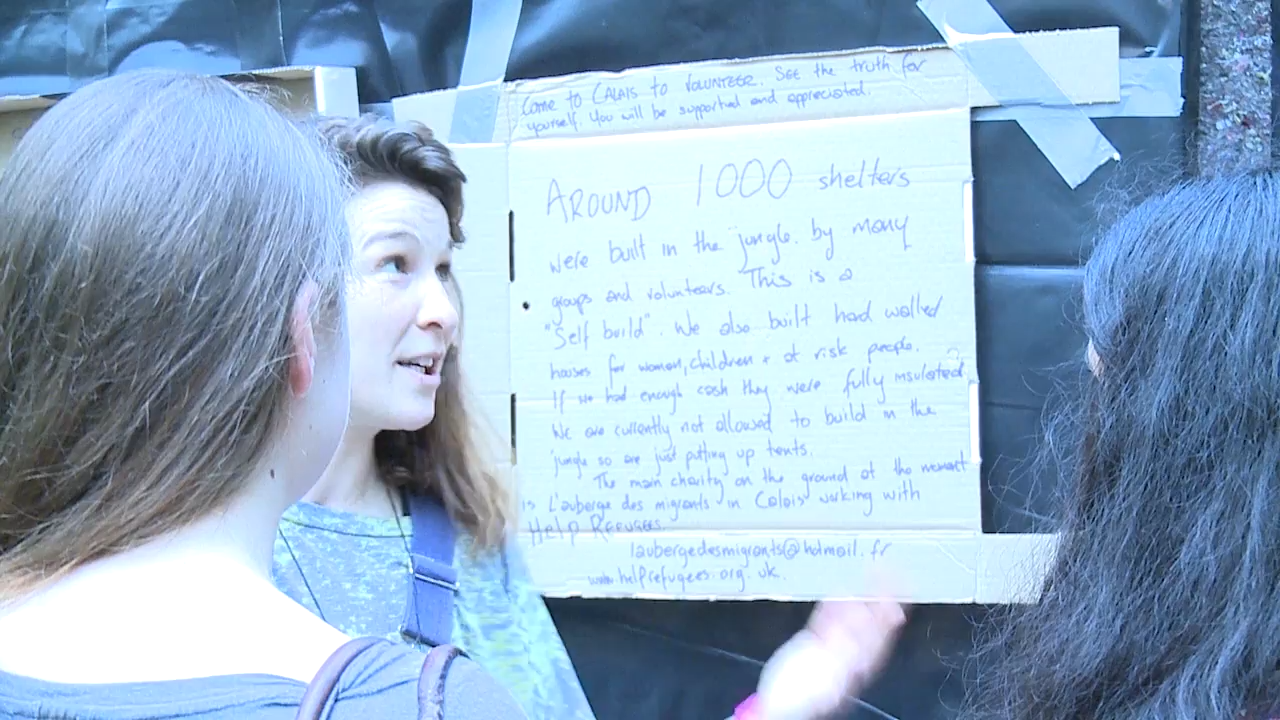 Come to CALAIS to VOLUNTEER. SEE the truth for
yourself. You will be supported and appreciated.
AROUND 1000 shelters
were built in the jungle. by many
groups and volunteers. This is a
"Self build". We also built hard walled
houses for women, children + at risk people.
If we had enough cash they were fully insulated.
We are currently not allowed to build in the
jungle so are just putting up tents.
The main charity on the ground at the moment
is L'auberge des migrants in Calais working with
HELP REFUGEES.
laubergedesmigrants@hotmail.fr
www.helprefugees.org.uk.